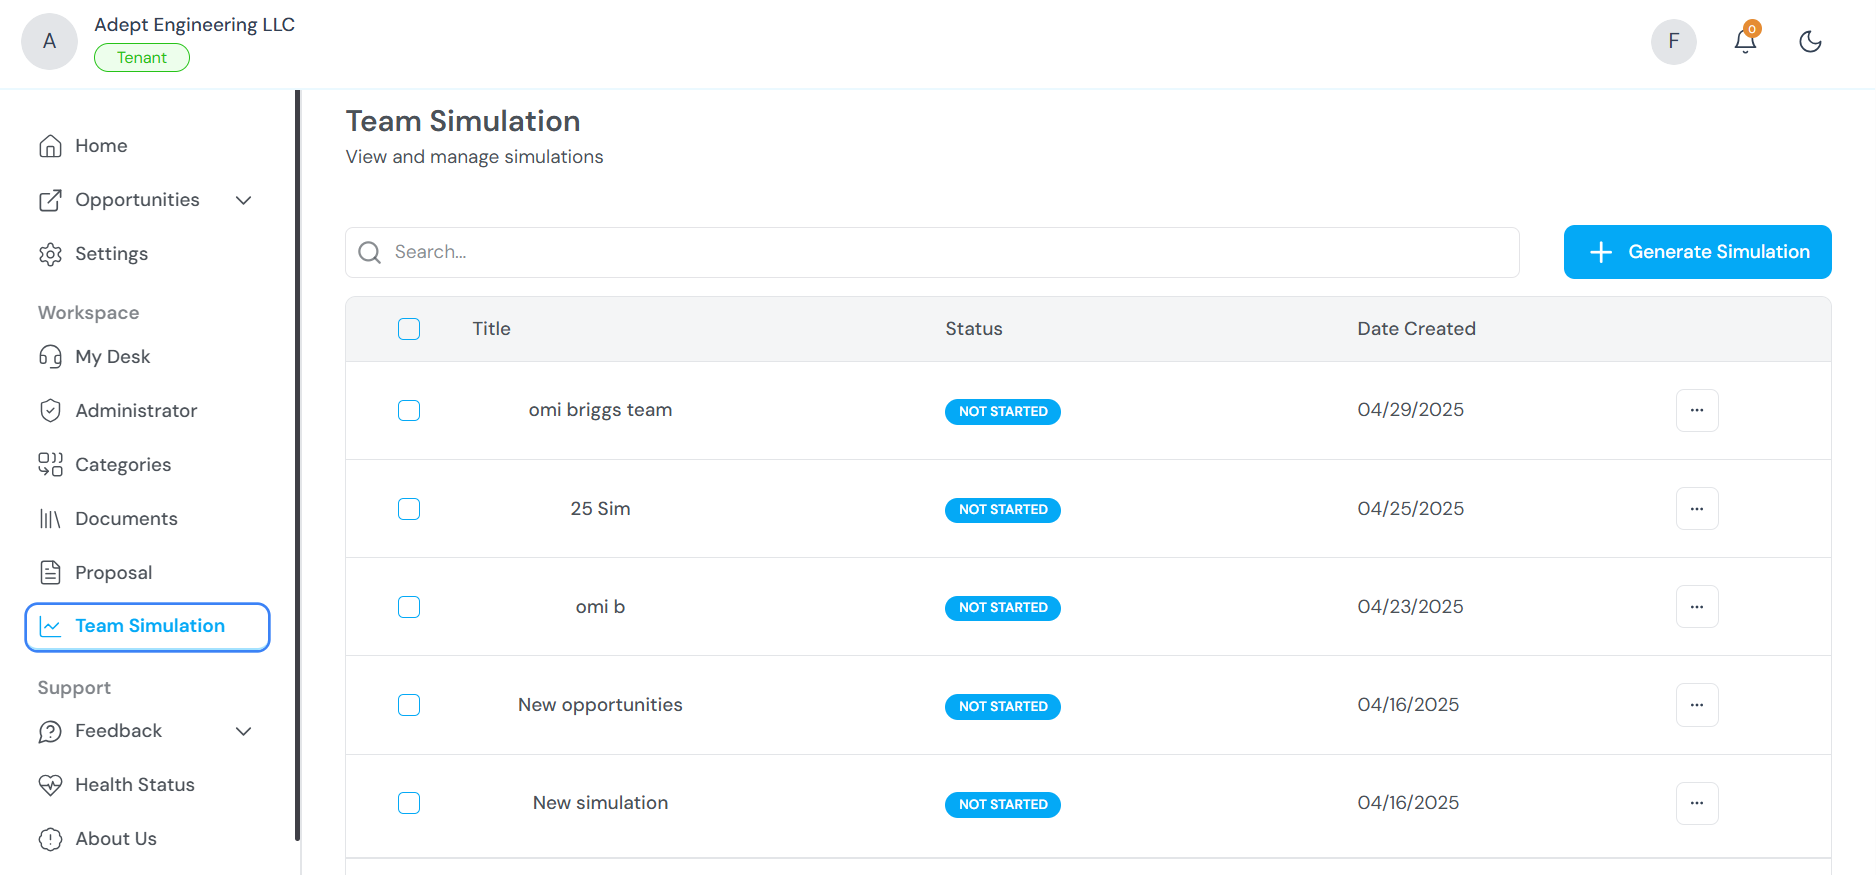 A
Adept Engineering LLC
Tenant
F
0
Home
Opportunities
Settings
Workspace
My Desk
Administrator
Categories
Documents
Proposal
Team Simulation
Support
Feedback
Health Status
About Us
Team Simulation
View and manage simulations
Search...
Generate Simulation
Title Status Date Created
omi briggs team NOT STARTED 04/29/2025
25 Sim NOT STARTED 04/25/2025
omi b NOT STARTED 04/23/2025
New opportunities NOT STARTED 04/16/2025
New simulation NOT STARTED 04/16/2025